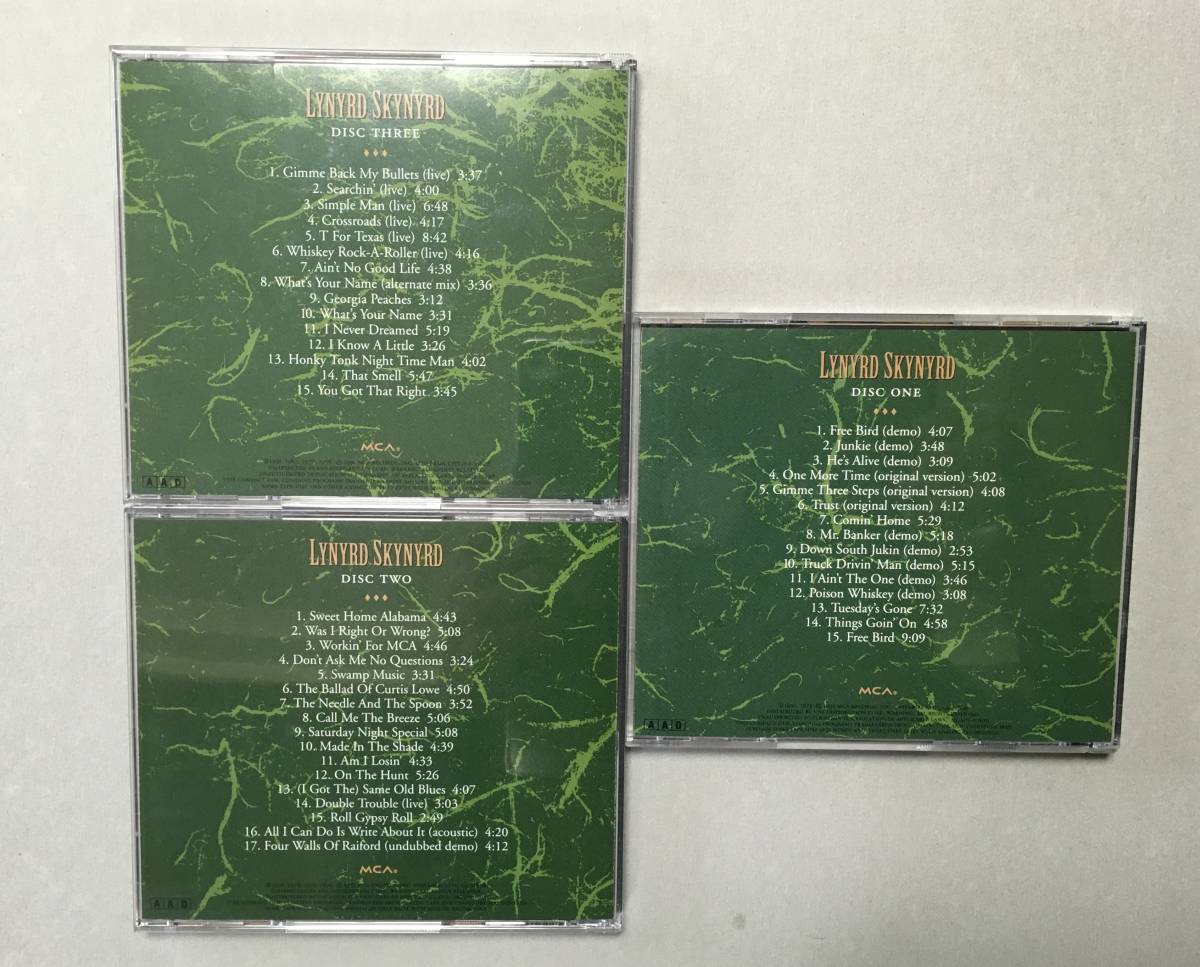 LYNYRD SKYNYRD
DISC THREE
1. Gimme Back My Bullets (live) 3:37
2. Searchin' (live) 4:00
3. Simple Man (live) 6:48
4. Crossroads (live) 4:17
5. T For Texas (live) 8:42
6. Whiskey Rock-A-Roller (live) 4:16
7. Ain't No Good Life 4:38
8. What's Your Name (alternate mix) 3:36
9. Georgia Peaches 3:12
10. What's Your Name 3:31
11. I Never Dreamed 5:19
12. I Know A Little 3:26
13. Honky Tonk Night Time Man 4:02
14. That Smell 5:47
15. You Got That Right 3:45
MCA
AAD
LYNYRD SKYNYRD
DISC TWO
1. Sweet Home Alabama 4:43
2. Was I Right Or Wrong? 5:08
3. Workin' For MCA 4:46
4. Don't Ask Me No Questions 3:24
5. Swamp Music 3:31
6. The Ballad Of Curtis Lowe 4:50
7. The Needle And The Spoon 3:52
8. Call Me The Breeze 5:06
9. Saturday Night Special 5:08
10. Made In The Shade 4:39
11. Am I Losin' 4:33
12. On The Hunt 5:26
13. (I Got The) Same Old Blues 4:07
14. Double Trouble (live) 3:03
15. Roll Gypsy Roll 2:49
16. All I Can Do Is Write About It (acoustic) 4:20
17. Four Walls Of Raiford (undubbed demo) 4:12
MCA
AAD
LYNYRD SKYNYRD
DISC ONE
1. Free Bird (demo) 4:07
2. Junkie (demo) 3:48
3. He's Alive (demo) 3:09
4. One More Time (original version) 5:02
5. Gimme Three Steps (original version) 4:08
6. Trust (original version) 4:12
7. Comin' Home 5:29
8. Mr. Banker (demo) 5:18
9. Down South Jukin (demo) 2:53
10. Truck Drivin' Man (demo) 5:15
11. I Ain't The One (demo) 3:46
12. Poison Whiskey (demo) 3:08
13. Tuesday's Gone 7:32
14. Things Goin' On 4:58
15. Free Bird 9:09
MCA
AAD